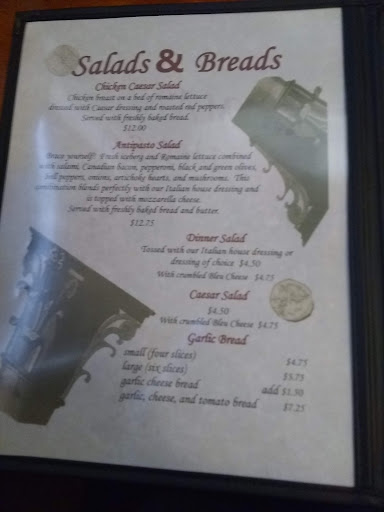 Salads & Breads
Chicken Caesar Salad
Chicken breast on a bed of romaine lettuce
dressed with Caesar dressing and roasted red peppers.
Served with freshly baked bread.
$12.00
Antipasto Salad
Brace yourself! Fresh iceberg and Romaine lettuce combined
with salami, Canadian bacon, pepperoni, black and green olives,
bell peppers, onions, artichoke hearts, and mushrooms. This
combination blends perfectly with our Italian house dressing and
is topped with mozzarella cheese.
Served with freshly baked bread and butter.
$12.75
Dinner Salad
Tossed with our Italian house dressing or
dressing of choice $4.50
With crumbled Bleu Cheese $4.75
Caesar Salad
$4.50
With crumbled Bleu Cheese $4.75
Garlic Bread
small (four slices) $4.75
large (six slices) $5.75
garlic cheese bread add $1.50
garlic, cheese, and tomato bread $7.25